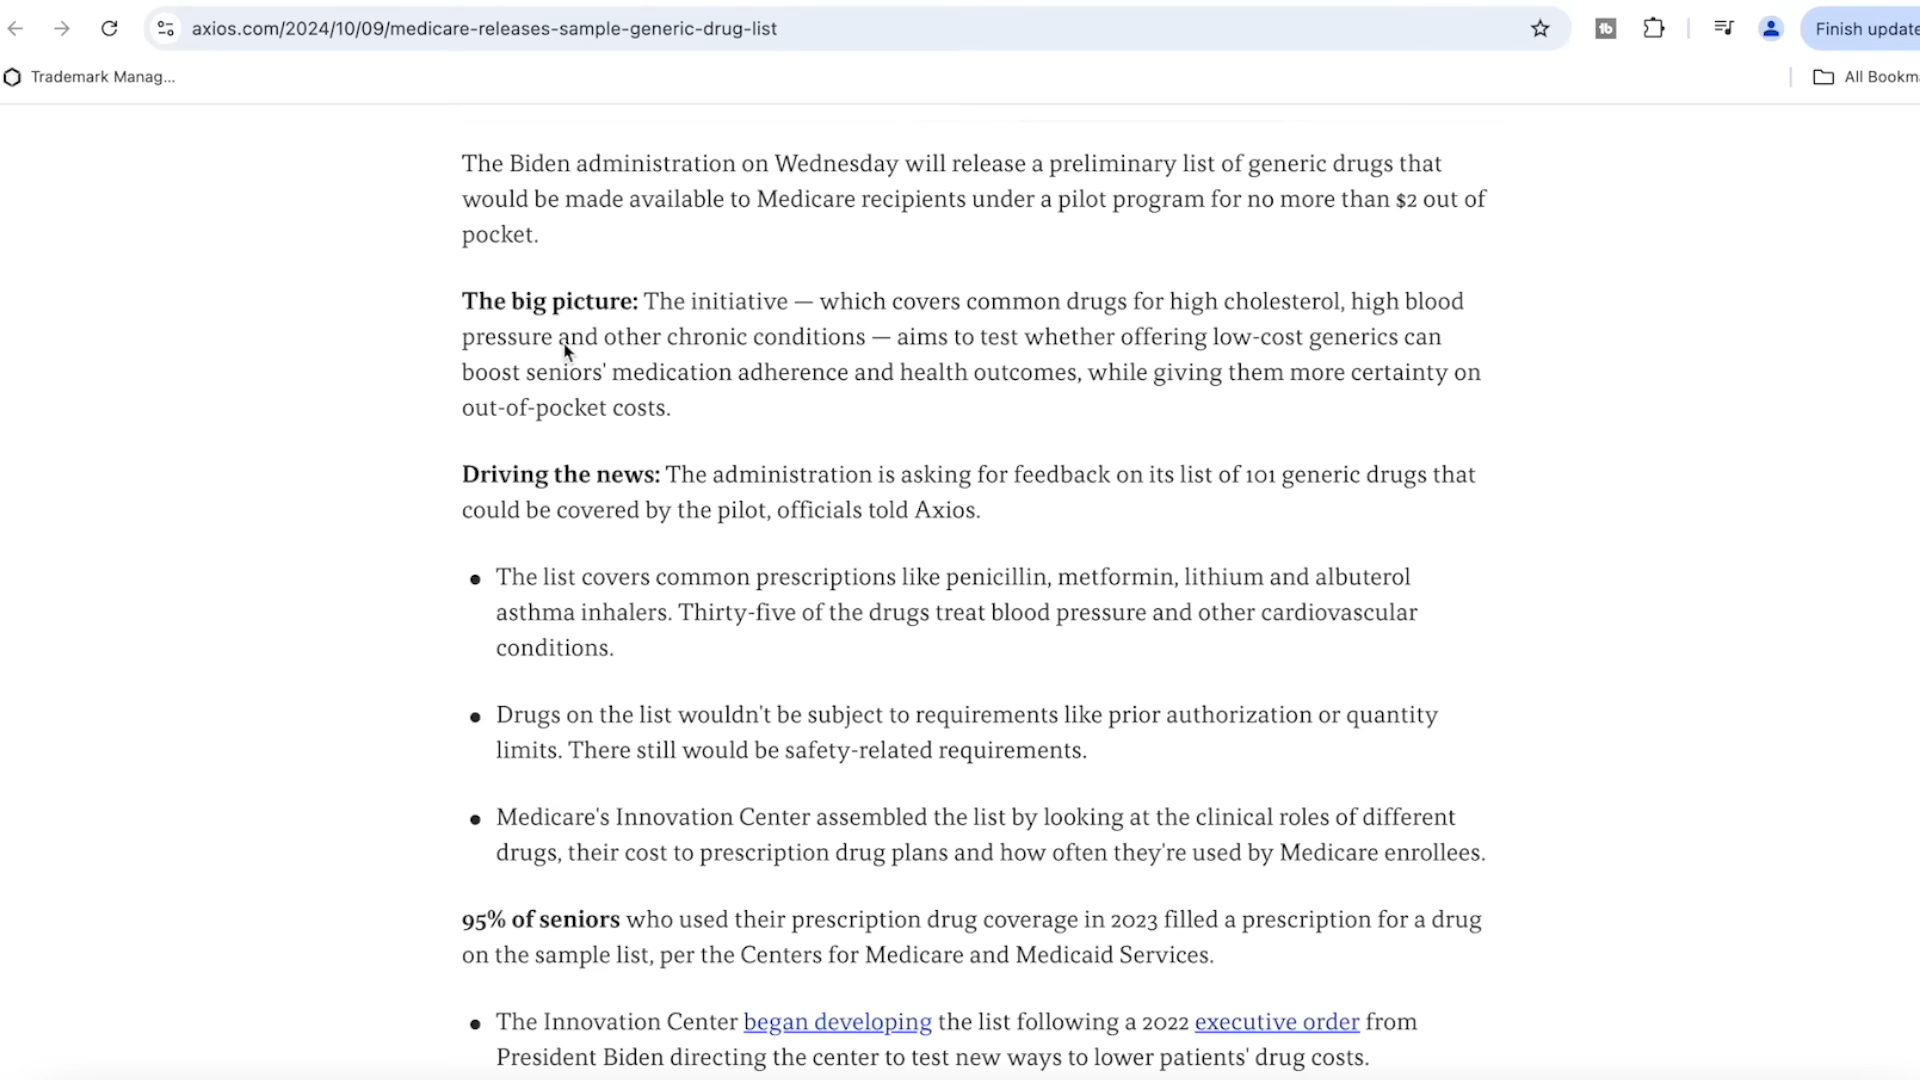 axios.com/2024/10/09/medicare-releases-sample-generic-drug-list
tb
Finish update
Trademark Manag...
All Bookma
The Biden administration on Wednesday will release a preliminary list of generic drugs that
would be made available to Medicare recipients under a pilot program for no more than $2 out of
pocket.
The big picture: The initiative — which covers common drugs for high cholesterol, high blood
pressure and other chronic conditions — aims to test whether offering low-cost generics can
boost seniors' medication adherence and health outcomes, while giving them more certainty on
out-of-pocket costs.
Driving the news: The administration is asking for feedback on its list of 101 generic drugs that
could be covered by the pilot, officials told Axios.
● The list covers common prescriptions like penicillin, metformin, lithium and albuterol
asthma inhalers. Thirty-five of the drugs treat blood pressure and other cardiovascular
conditions.
● Drugs on the list wouldn't be subject to requirements like prior authorization or quantity
limits. There still would be safety-related requirements.
● Medicare's Innovation Center assembled the list by looking at the clinical roles of different
drugs, their cost to prescription drug plans and how often they're used by Medicare enrollees.
95% of seniors who used their prescription drug coverage in 2023 filled a prescription for a drug
on the sample list, per the Centers for Medicare and Medicaid Services.
● The Innovation Center began developing the list following a 2022 executive order from
President Biden directing the center to test new ways to lower patients' drug costs.